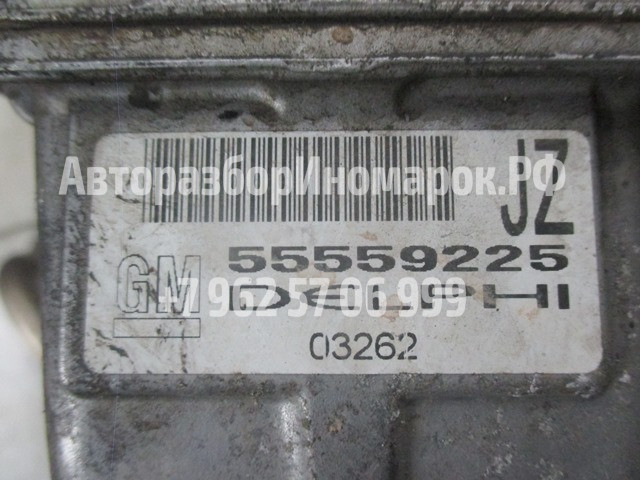 JZ
АвторазборИномарок.РФ
GM 55559225
DELPHI
+7 962 57 06 999
03262